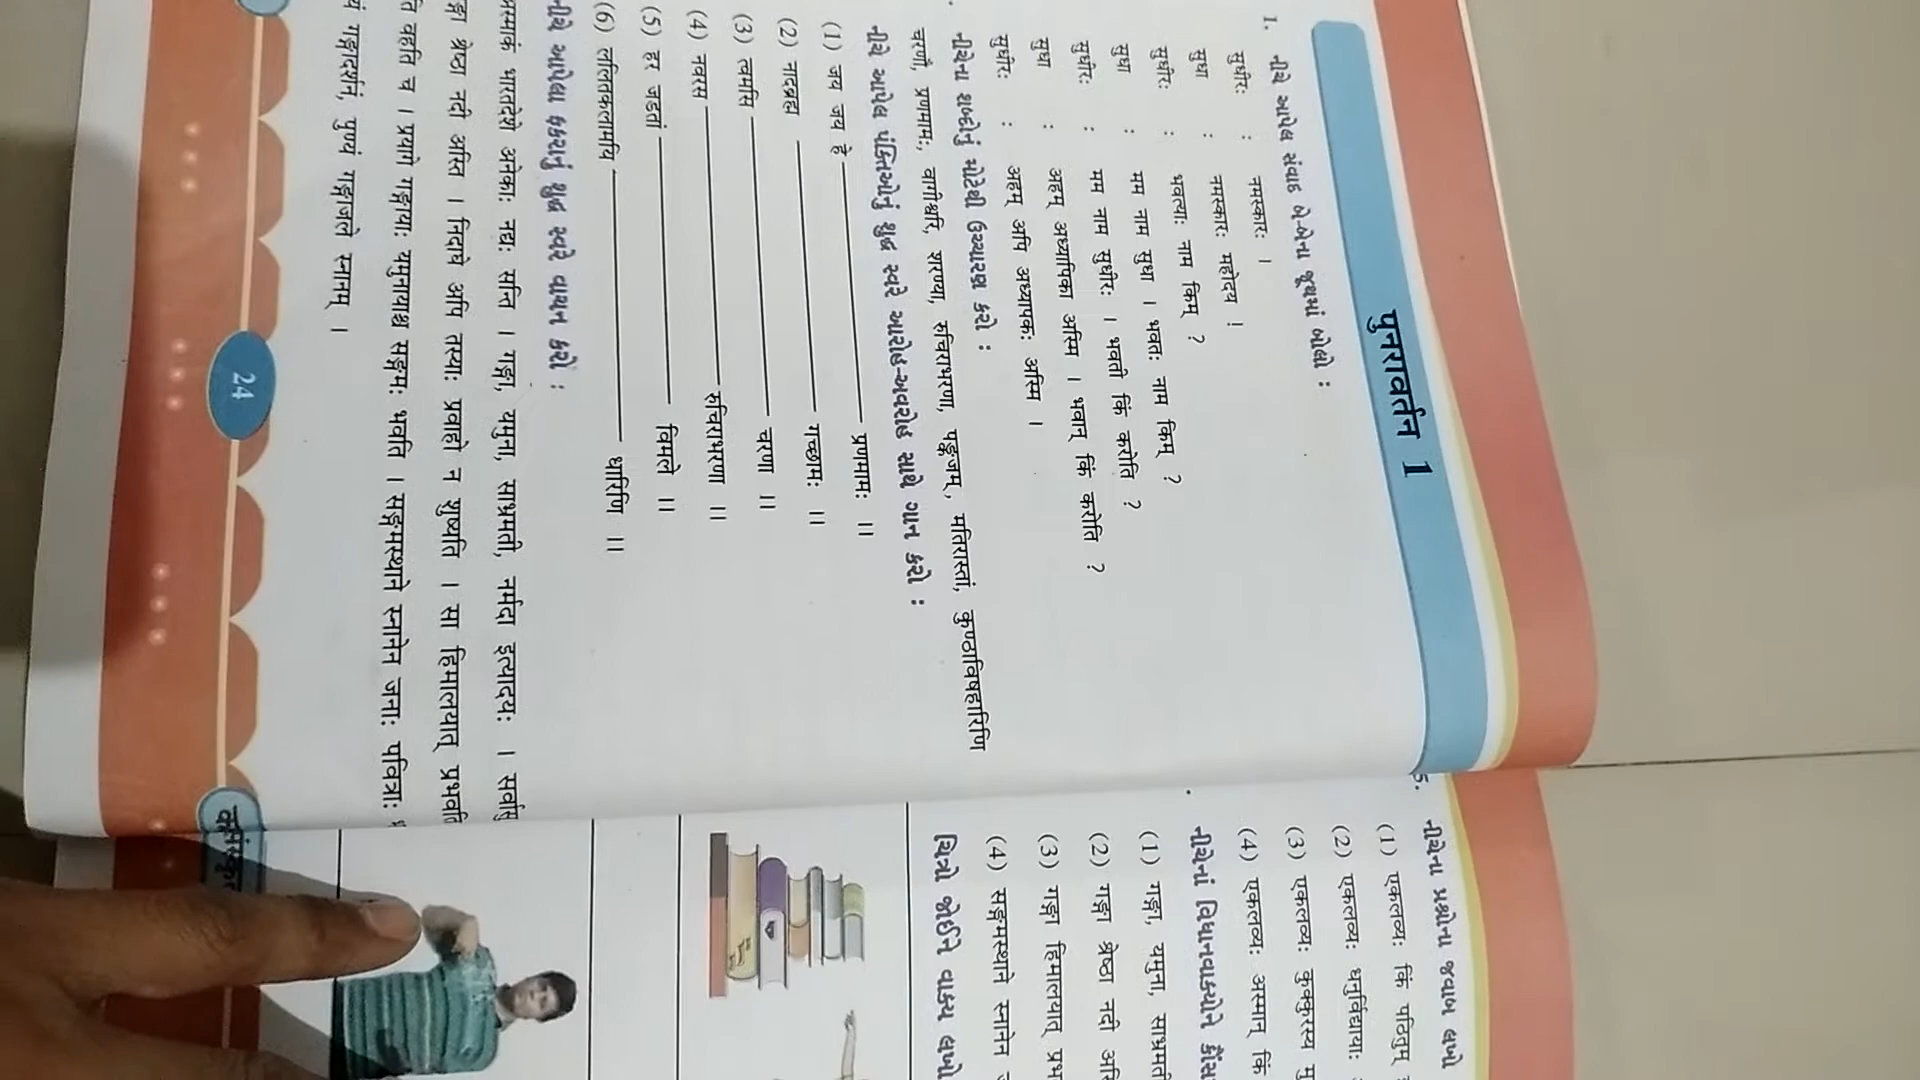 पुनरावर्तन 1
1. નીચે આપેલ સંવાદ બે-બેના જૂથમાં બોલો :
सुधीरः : नमस्कारः ।
सुधा : नमस्कारः महोदय !
सुधीरः : भवत्याः नाम किम् ?
सुधा : मम नाम सुधा । भवतः नाम किम् ?
सुधीरः : मम नाम सुधीरः । भवती किं करोति ?
सुधा : अहम् अध्यापिका अस्मि । भवान् किं करोति ?
सुधीरः : अहम् अपि अध्यापकः अस्मि ।
નીચેના શબ્દોનું મોટેથી ઉચ્ચારણ કરો :
चरणौ, प्रणमामः, वागीश्वरि, शरण्या, रुचिराभरणा, पङ्कजम्, मतिरास्तां, कुण्ठाविषहारिणि
નીચે આપેલ પંક્તિઓનું શુદ્ધ સ્વરે આરોહ-અવરોહ સાથે ગાન કરો :
(1) जय जय हे प्रणमामः ।।
(2) नादब्रह्म गच्छामः ।।
(3) त्वमसि चरणा ।।
(4) नवरस रुचिराभरणा ।।
(5) हर जडतां विमले ।।
(6) ललितकलामयि धारिणि ।।
નીચે આપેલા ફકરાનું શુદ્ધ સ્વરે વાચન કરો :
अस्माकं भारतदेशे अनेकाः नद्यः सन्ति । गङ्गा, यमुना, साभ्रमती, नर्मदा इत्यादयः । सर्वासु
श्रेष्ठा नदी अस्ति । निदाघे अपि तस्याः प्रवाहो न शुष्यति । सा हिमालयात् प्रभवति
वहति च । प्रयागे गङ्गायाः यमुनायाश्च सङ्गमः भवति । सङ्गमस्थाने स्नानेन जनाः पवित्राः
गङ्गादर्शनं, पुण्यं गङ्गाजले स्नानम् ।
24
નીચેના પ્રશ્નોના જવાબ લખો
(1) एकलव्यः किं पठितुम्
(2) एकलव्यः धनुर्विद्यायाः
(3) एकलव्यः कुक्कुरस्य मु
(4) एकलव्यः अस्मान् किं
નીચેનાં વિધાનવાક્યોને કૌંસ
(1) गङ्गा, यमुना, साभ्रमती
(2) गङ्गा श्रेष्ठा नदी
(3) गङ्गा हिमालयात् प्रभ
(4) सङ्गमस्थाने स्नानेन
ચિત્રો જોઈને વાક્ય લખો